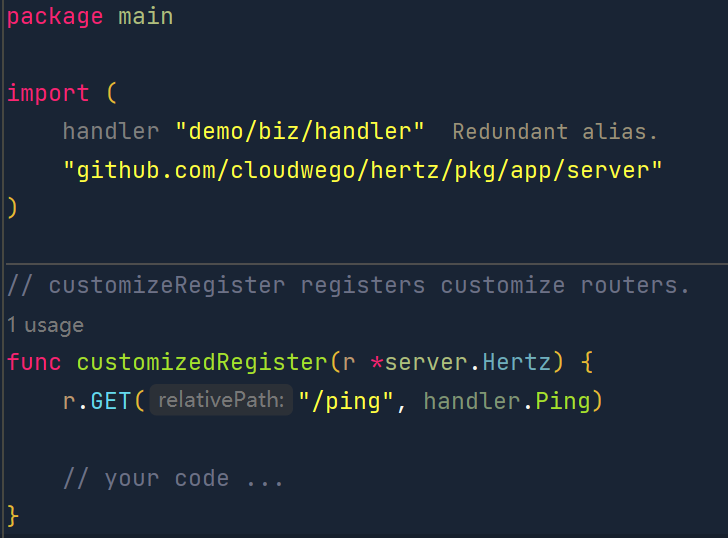 package main
import (
handler "demo/biz/handler" Redundant alias.
"github.com/cloudwego/hertz/pkg/app/server"
)
// customizeRegister registers customize routers.
1 usage
func customizedRegister(r *server.Hertz) {
r.GET( relativePath: "/ping", handler.Ping)
// your code ...
}